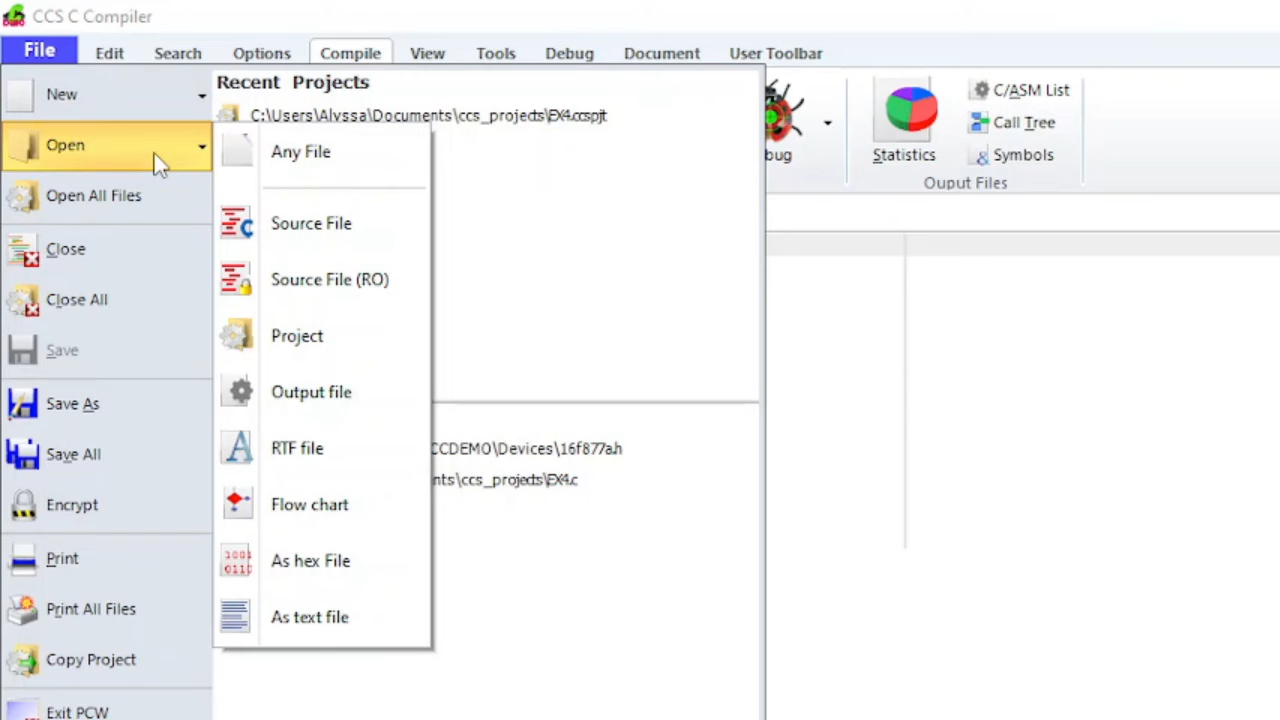 CCS C Compiler
File Edit Search Options Compile View Tools Debug Document User Toolbar
New
Open
Open All Files
Close
Close All
Save
Save As
Save All
Encrypt
Print
Print All Files
Copy Project
Exit PCW
Recent Projects
C:\Users\Alyssa\Documents\ccs_projects\EX4.ccspjt
Any File
Source File
Source File (RO)
Project
Output file
RTF file
Flow chart
As hex File
As text file
CCDEMO\Devices\16f877a.h
nts\ccs_projects\EX4.c
bug
Statistics
C/ASM List
Call Tree
Symbols
Ouput Files